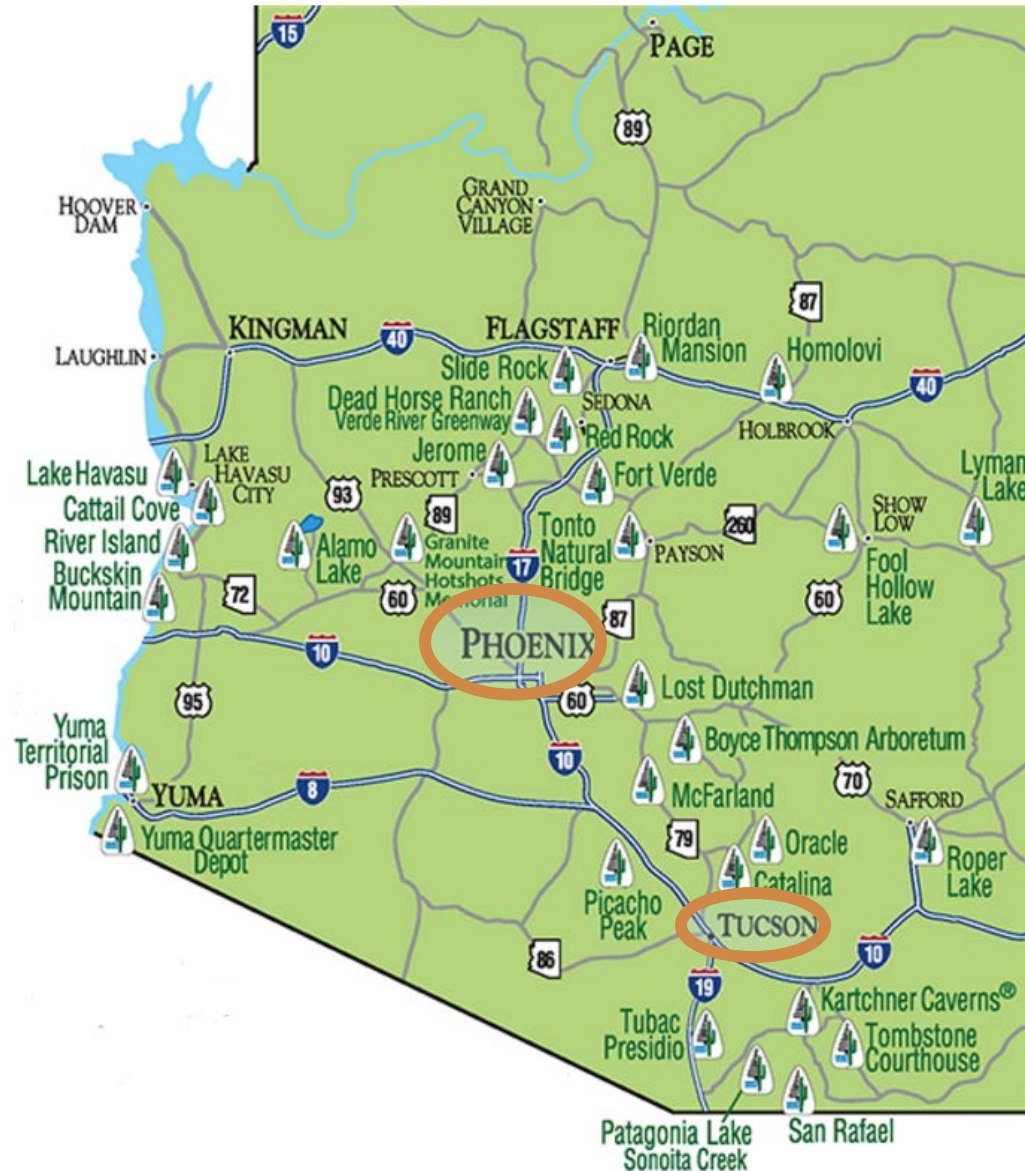 15
PAGE
89
HOOVER
DAM
GRAND
CANYON
VILLAGE
87
KINGMAN
40
FLAGSTAFF
Riordan
Mansion
Homolovi
LAUGHLIN
Slide Rock
40
Dead Horse Ranch
Verde River Greenway
SEDONA
Red Rock
HOLBROOK
Jerome
PRESCOTT
Fort Verde
Lake Havasu
LAKE
HAVASU
CITY
Cattail Cove
93
89
Lyman
Lake
River Island
Buckskin
Mountain
Alamo
Lake
Granite
Mountain
Hotshots
Memorial
17
Tonto
Natural
Bridge
PAYSON
260
SHOW
LOW
Fool
Hollow
Lake
72
60
60
87
PHOENIX
10
95
60
Lost Dutchman
Boyce Thompson Arboretum
10
Yuma
Territorial
Prison
YUMA
8
McFarland
70
SAFFORD
Yuma Quartermaster
Depot
79
Oracle
Catalina
Roper
Lake
Picacho
Peak
TUCSON
86
10
19
Kartchner Caverns®
Tubac
Presidio
Tombstone
Courthouse
Patagonia Lake
Sonoita Creek
San Rafael